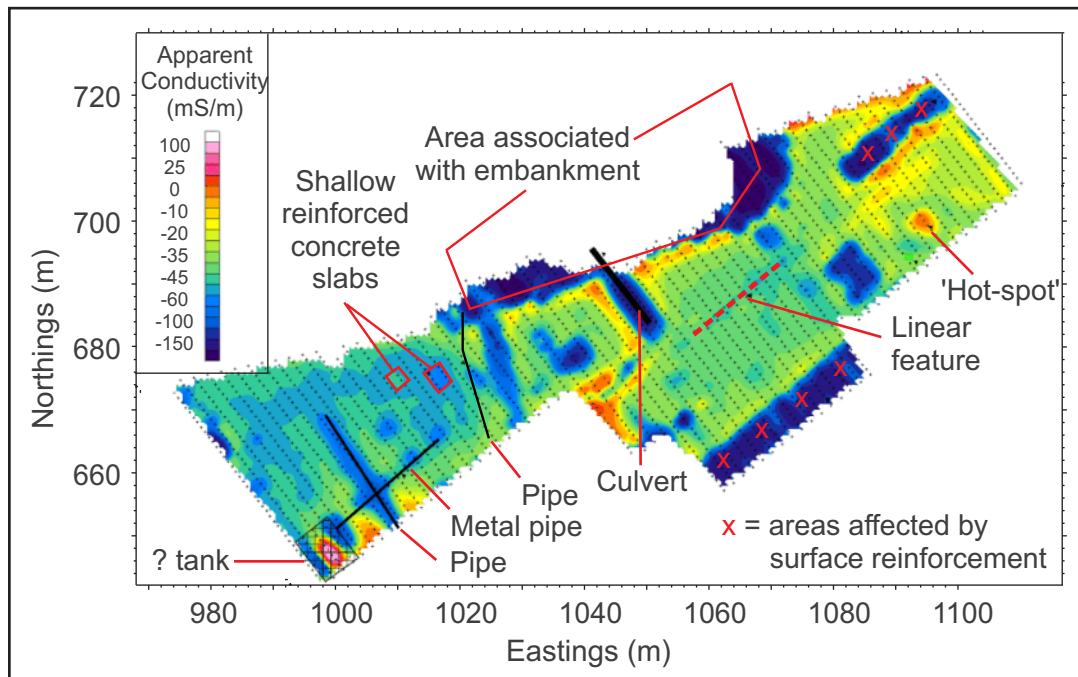 Apparent
Conductivity
(mS/m)
100
25
0
-10
-20
-35
-45
-60
-100
-150
Area associated
with embankment
Shallow
reinforced
concrete
slabs
x
x
x
'Hot-spot'
Linear
feature
x
x
x
x
Culvert
Pipe
Metal pipe
Pipe
? tank
x = areas affected by
surface reinforcement
720
700
680
660
Northings (m)
980
1000
1020
1040
1060
1080
1100
Eastings (m)